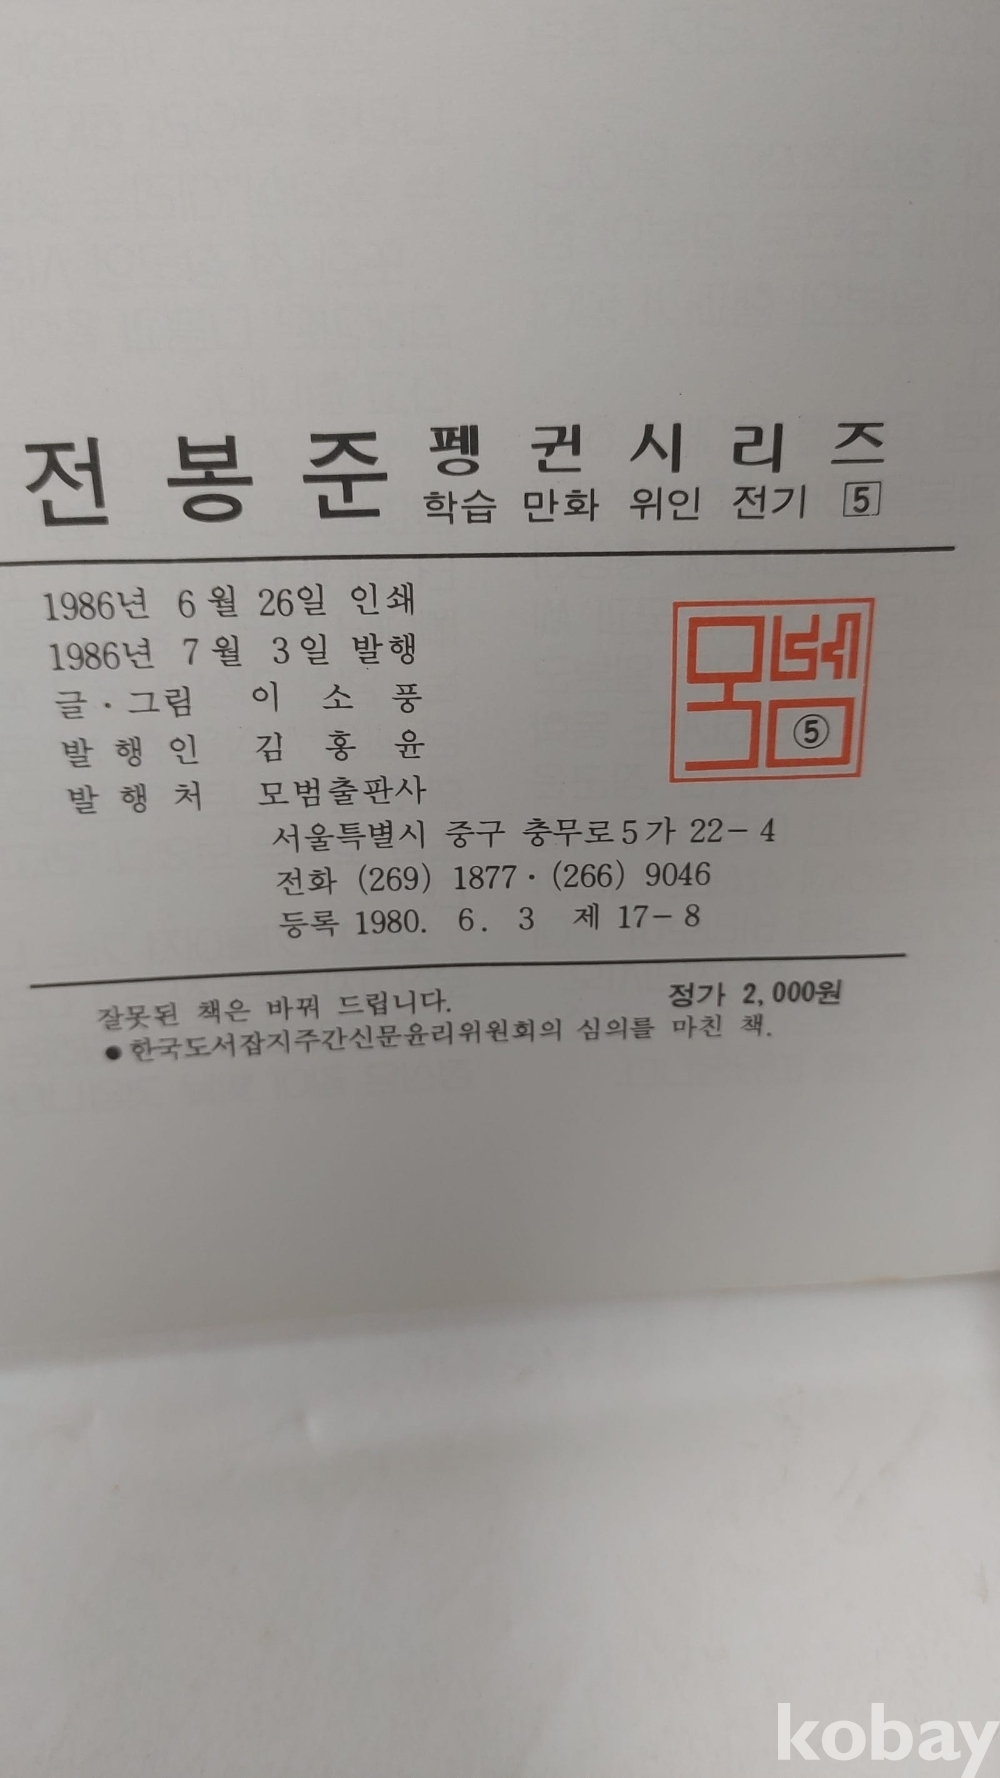 전봉준 펭귄시리즈
학습 만화 위인 전기 5
1986년 6월 26일 인쇄
1986년 7월 3일 발행
글·그림 이 소 풍
발 행 인 김 홍 윤
발 행 처 모범출판사
서울특별시 중구 충무로5가 22-4
전화 (269) 1877·(266) 9046
등록 1980. 6. 3 제 17-8
⑤
잘못된 책은 바꿔 드립니다. 정가 2,000원
●한국도서잡지주간신문윤리위원회의 심의를 마친 책.
kobay